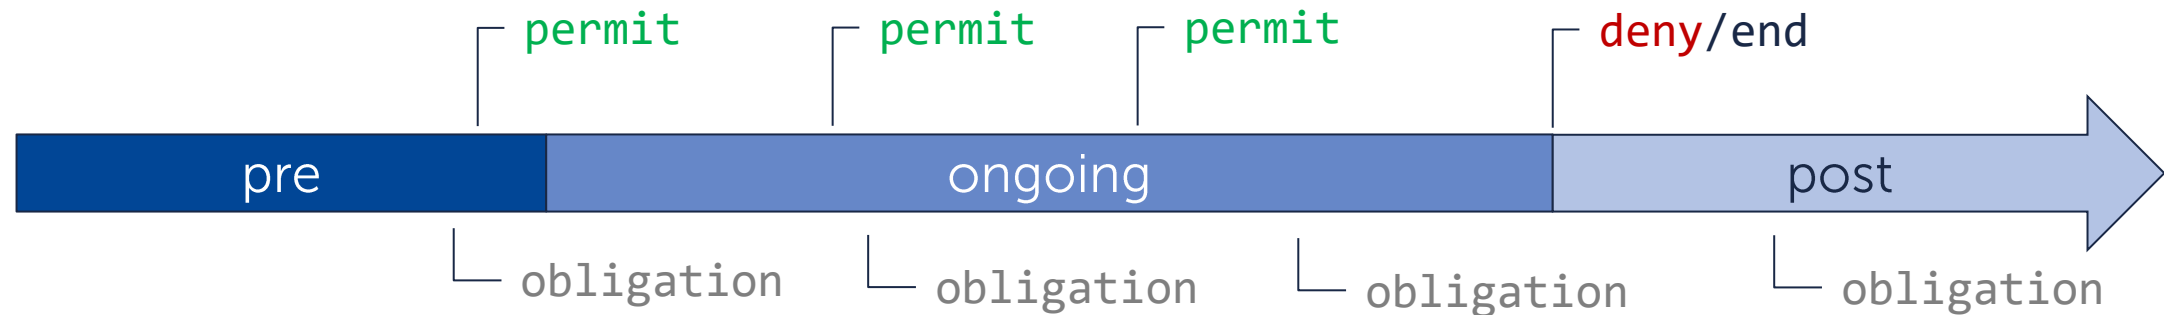 permit permit permit deny/end
pre ongoing post
obligation obligation obligation obligation